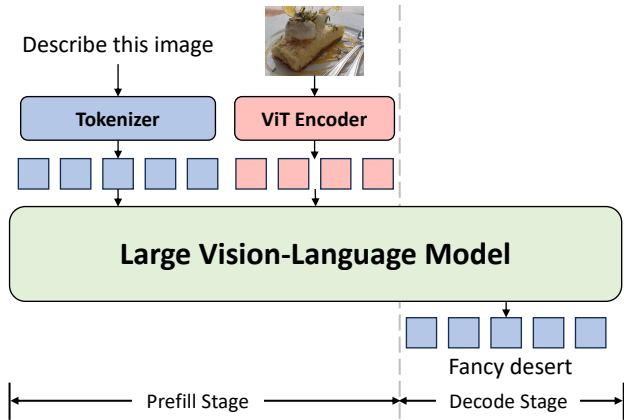 Describe this image
Tokenizer
ViT Encoder
Large Vision-Language Model
Fancy desert
Prefill Stage
Decode Stage